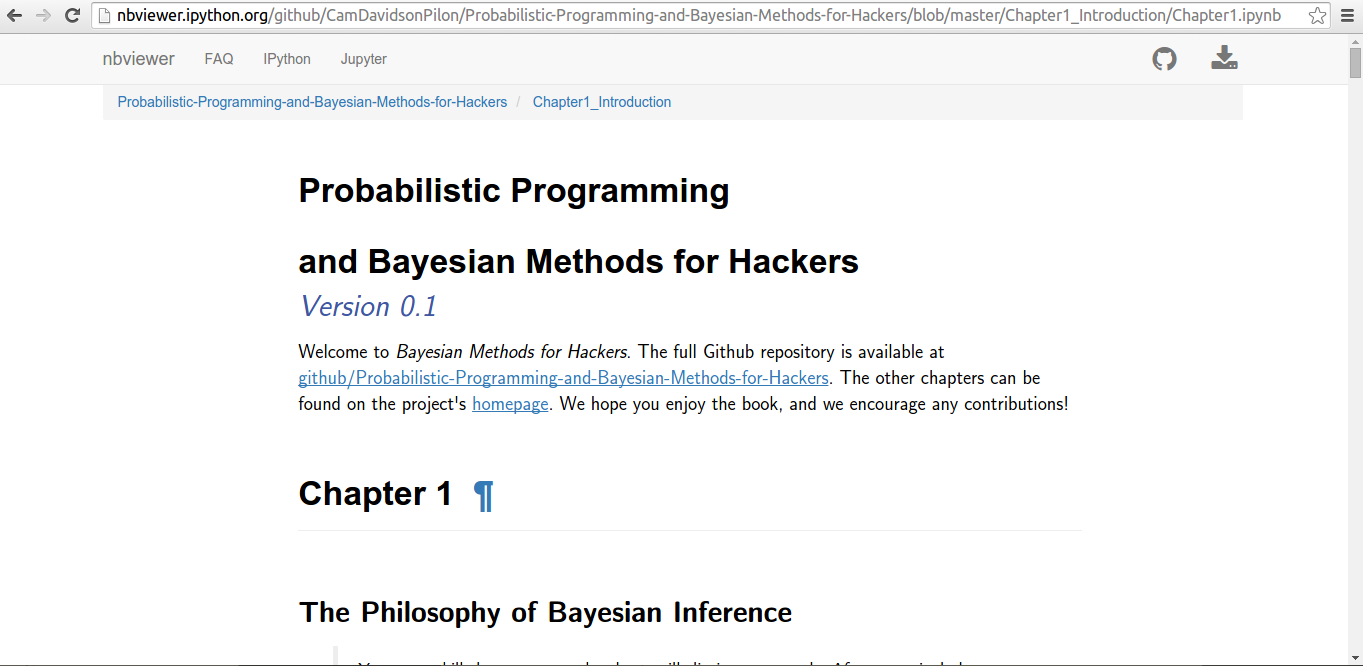 nbviewer.ipython.org/github/CamDavidsonPilon/Probabilistic-Programming-and-Bayesian-Methods-for-Hackers/blob/master/Chapter1_Introduction/Chapter1.ipynb
nbviewer FAQ IPython Jupyter
Probabilistic-Programming-and-Bayesian-Methods-for-Hackers / Chapter1_Introduction
Probabilistic Programming
and Bayesian Methods for Hackers
Version 0.1
Welcome to Bayesian Methods for Hackers. The full Github repository is available at
github/Probabilistic-Programming-and-Bayesian-Methods-for-Hackers. The other chapters can be
found on the project's homepage. We hope you enjoy the book, and we encourage any contributions!
Chapter 1 ¶
The Philosophy of Bayesian Inference